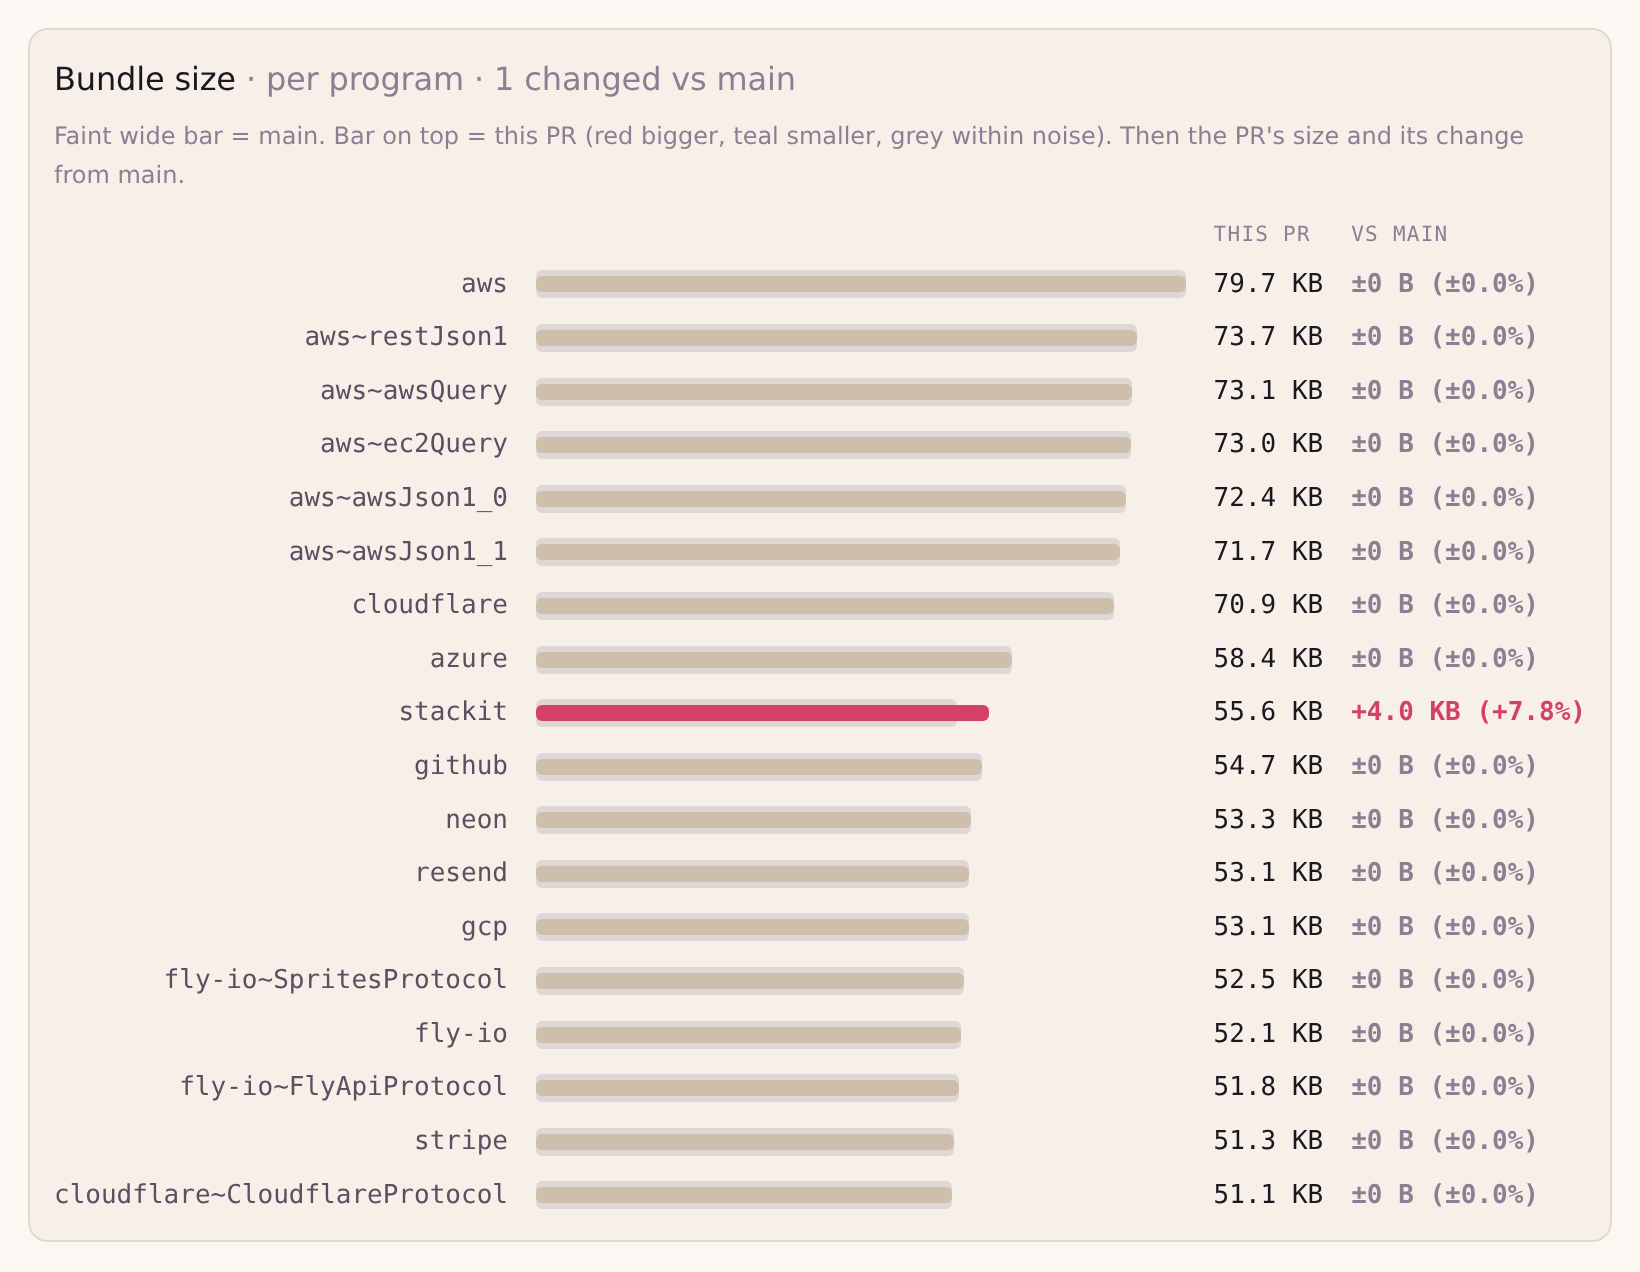 Bundle size · per program · 1 changed vs main
Faint wide bar = main. Bar on top = this PR (red bigger, teal smaller, grey within noise). Then the PR's size and its change
from main.
THIS PR VS MAIN
aws 79.7 KB ±0 B (±0.0%)
aws~restJson1 73.7 KB ±0 B (±0.0%)
aws~awsQuery 73.1 KB ±0 B (±0.0%)
aws~ec2Query 73.0 KB ±0 B (±0.0%)
aws~awsJson1_0 72.4 KB ±0 B (±0.0%)
aws~awsJson1_1 71.7 KB ±0 B (±0.0%)
cloudflare 70.9 KB ±0 B (±0.0%)
azure 58.4 KB ±0 B (±0.0%)
stackit 55.6 KB +4.0 KB (+7.8%)
github 54.7 KB ±0 B (±0.0%)
neon 53.3 KB ±0 B (±0.0%)
resend 53.1 KB ±0 B (±0.0%)
gcp 53.1 KB ±0 B (±0.0%)
fly-io~SpritesProtocol 52.5 KB ±0 B (±0.0%)
fly-io 52.1 KB ±0 B (±0.0%)
fly-io~FlyApiProtocol 51.8 KB ±0 B (±0.0%)
stripe 51.3 KB ±0 B (±0.0%)
cloudflare~CloudflareProtocol 51.1 KB ±0 B (±0.0%)